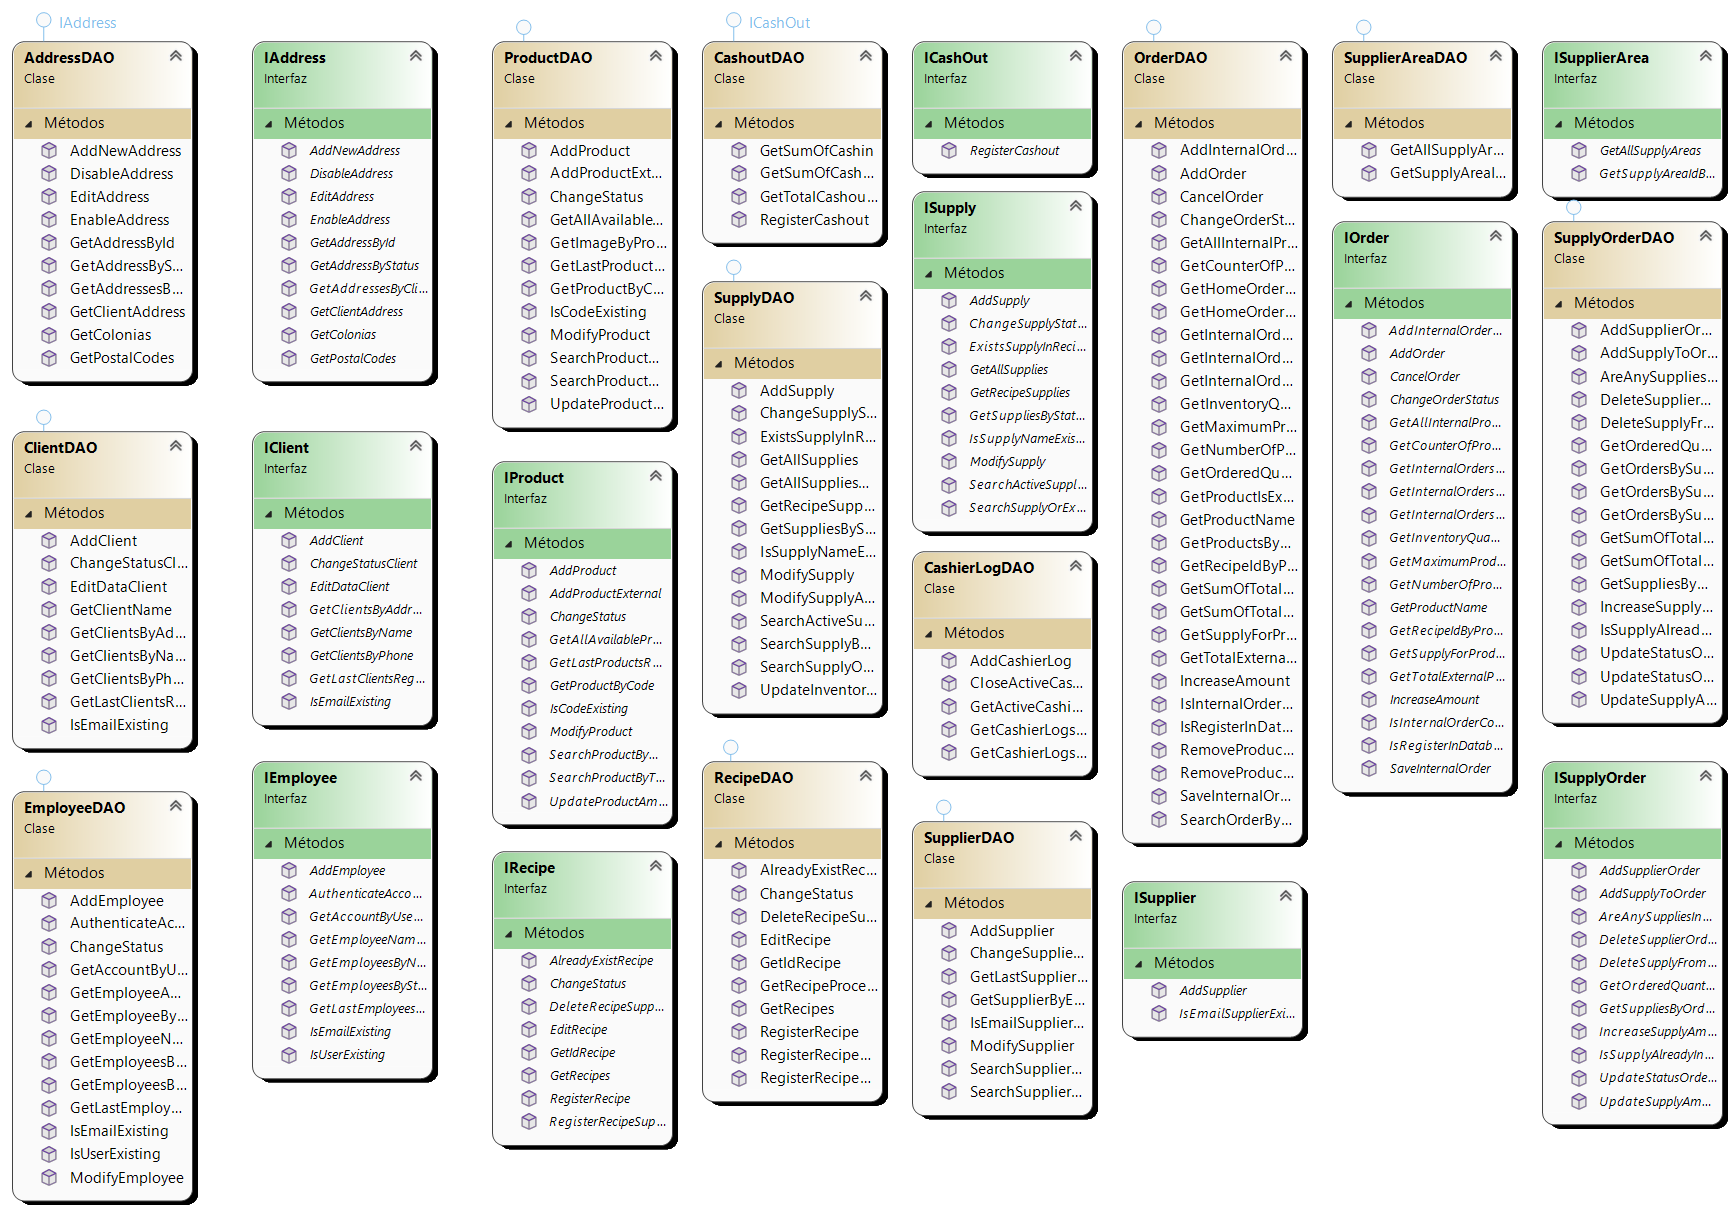 IAddress
AddressDAO
Clase
Métodos
AddNewAddress
DisableAddress
EditAddress
EnableAddress
GetAddressById
GetAddressByS...
GetAddressesB...
GetClientAddress
GetColonias
GetPostalCodes
ClientDAO
Clase
Métodos
AddClient
ChangeStatusCl...
EditDataClient
GetClientName
GetClientsByAd...
GetClientsByNa...
GetClientsByPh...
GetLastClientsR...
IsEmailExisting
EmployeeDAO
Clase
Métodos
AddEmployee
AuthenticateAc...
ChangeStatus
GetAccountByU...
GetEmployeeA...
GetEmployeeBy...
GetEmployeeN...
GetEmployeesB...
GetEmployeesB...
GetLastEmploy...
IsEmailExisting
IsUserExisting
ModifyEmployee
IAddress
Interfaz
Métodos
AddNewAddress
DisableAddress
EditAddress
EnableAddress
GetAddressById
GetAddressByStatus
GetAddressesByCli...
GetClientAddress
GetColonias
GetPostalCodes
IClient
Interfaz
Métodos
AddClient
ChangeStatusClient
EditDataClient
GetClientsByAddr...
GetClientsByName
GetClientsByPhone
GetLastClientsReg...
IsEmailExisting
IEmployee
Interfaz
Métodos
AddEmployee
AuthenticateAcco...
GetAccountByUse...
GetEmployeeNam...
GetEmployeesByN...
GetEmployeesBySt...
GetLastEmployees...
IsEmailExisting
IsUserExisting
ProductDAO
Clase
Métodos
AddProduct
AddProductExt...
ChangeStatus
GetAllAvailable...
GetImageByPro...
GetLastProduct...
GetProductByC...
IsCodeExisting
ModifyProduct
SearchProduct...
SearchProduct...
UpdateProduct...
IProduct
Interfaz
Métodos
AddProduct
AddProductExternal
ChangeStatus
GetAllAvailablePr...
GetLastProductsR...
GetProductByCode
IsCodeExisting
ModifyProduct
SearchProductBy...
SearchProductByT...
UpdateProductAm...
IRecipe
Interfaz
Métodos
AlreadyExistRecipe
ChangeStatus
DeleteRecipeSupp...
EditRecipe
GetIdRecipe
GetRecipes
RegisterRecipe
RegisterRecipeSup...
ICashOut
CashoutDAO
Clase
Métodos
GetSumOfCashin
GetSumOfCash...
GetTotalCashou...
RegisterCashout
SupplyDAO
Clase
Métodos
AddSupply
ChangeSupplyS...
ExistsSupplyInR...
GetAllSupplies
GetAllSupplies...
GetRecipeSupp...
GetSuppliesByS...
IsSupplyNameE...
ModifySupply
ModifySupplyA...
SearchActiveSu...
SearchSupplyB...
SearchSupplyO...
UpdateInventor...
RecipeDAO
Clase
Métodos
AlreadyExistRec...
ChangeStatus
DeleteRecipeSu...
EditRecipe
GetIdRecipe
GetRecipeProce...
GetRecipes
RegisterRecipe
RegisterRecipe...
RegisterRecipe...
ICashOut
Interfaz
Métodos
RegisterCashout
ISupply
Interfaz
Métodos
AddSupply
ChangeSupplyStat...
ExistsSupplyInReci...
GetAllSupplies
GetRecipeSupplies
GetSuppliesByStat...
IsSupplyNameExis...
ModifySupply
SearchActiveSuppl...
SearchSupplyOrEx...
CashierLogDAO
Clase
Métodos
AddCashierLog
CloseActiveCas...
GetActiveCashi...
GetCashierLogs...
GetCashierLogs...
SupplierDAO
Clase
Métodos
AddSupplier
ChangeSupplie...
GetLastSupplier...
GetSupplierByE...
IsEmailSupplier...
ModifySupplier
SearchSupplier...
SearchSupplier...
OrderDAO
Clase
Métodos
AddInternalOrd...
AddOrder
CancelOrder
ChangeOrderSt...
GetAllInternalPr...
GetCounterOfP...
GetHomeOrder...
GetHomeOrder...
GetInternalOrd...
GetInternalOrd...
GetInternalOrd...
GetInventoryQ...
GetMaximumPr...
GetNumberOfP...
GetOrderedQu...
GetProductIsEx...
GetProductName
GetProductsBy...
GetRecipeIdByP...
GetSumOfTotal...
GetSumOfTotal...
GetSupplyForPr...
GetTotalExterna...
IncreaseAmount
IsInternalOrder...
IsRegisterInDat...
RemoveProduc...
RemoveProduc...
SaveInternalOr...
SearchOrderBy...
ISupplier
Interfaz
Métodos
AddSupplier
IsEmailSupplierExi...
SupplierAreaDAO
Clase
Métodos
GetAllSupplyAr...
GetSupplyAreaI...
IOrder
Interfaz
Métodos
AddInternalOrder...
AddOrder
CancelOrder
ChangeOrderStatus
GetAllInternalPro...
GetCounterOfPro...
GetInternalOrders...
GetInternalOrders...
GetInternalOrders...
GetInventoryQua...
GetMaximumProd...
GetNumberOfPro...
GetProductName
GetRecipeIdByPro...
GetSupplyForProd...
GetTotalExternalP...
IncreaseAmount
IsInternalOrderCo...
IsRegisterInDatab...
SaveInternalOrder
ISupplierArea
Interfaz
Métodos
GetAllSupplyAreas
GetSupplyAreaIdB...
SupplyOrderDAO
Clase
Métodos
AddSupplierOr...
AddSupplyToOr...
AreAnySupplies...
DeleteSupplier...
DeleteSupplyFr...
GetOrderedQu...
GetOrdersBySu...
GetOrdersBySu...
GetOrdersBySu...
GetSumOfTotal...
GetSumOfTotal...
GetSuppliesBy...
IncreaseSupply...
IsSupplyAlread...
UpdateStatusO...
UpdateStatusO...
UpdateSupplyA...
ISupplyOrder
Interfaz
Métodos
AddSupplierOrder
AddSupplyToOrder
AreAnySuppliesIn...
DeleteSupplierOrd...
DeleteSupplyFrom...
GetOrderedQuant...
GetSuppliesByOrd...
IncreaseSupplyAm...
IsSupplyAlreadyIn...
UpdateStatusOrde...
UpdateSupplyAm...